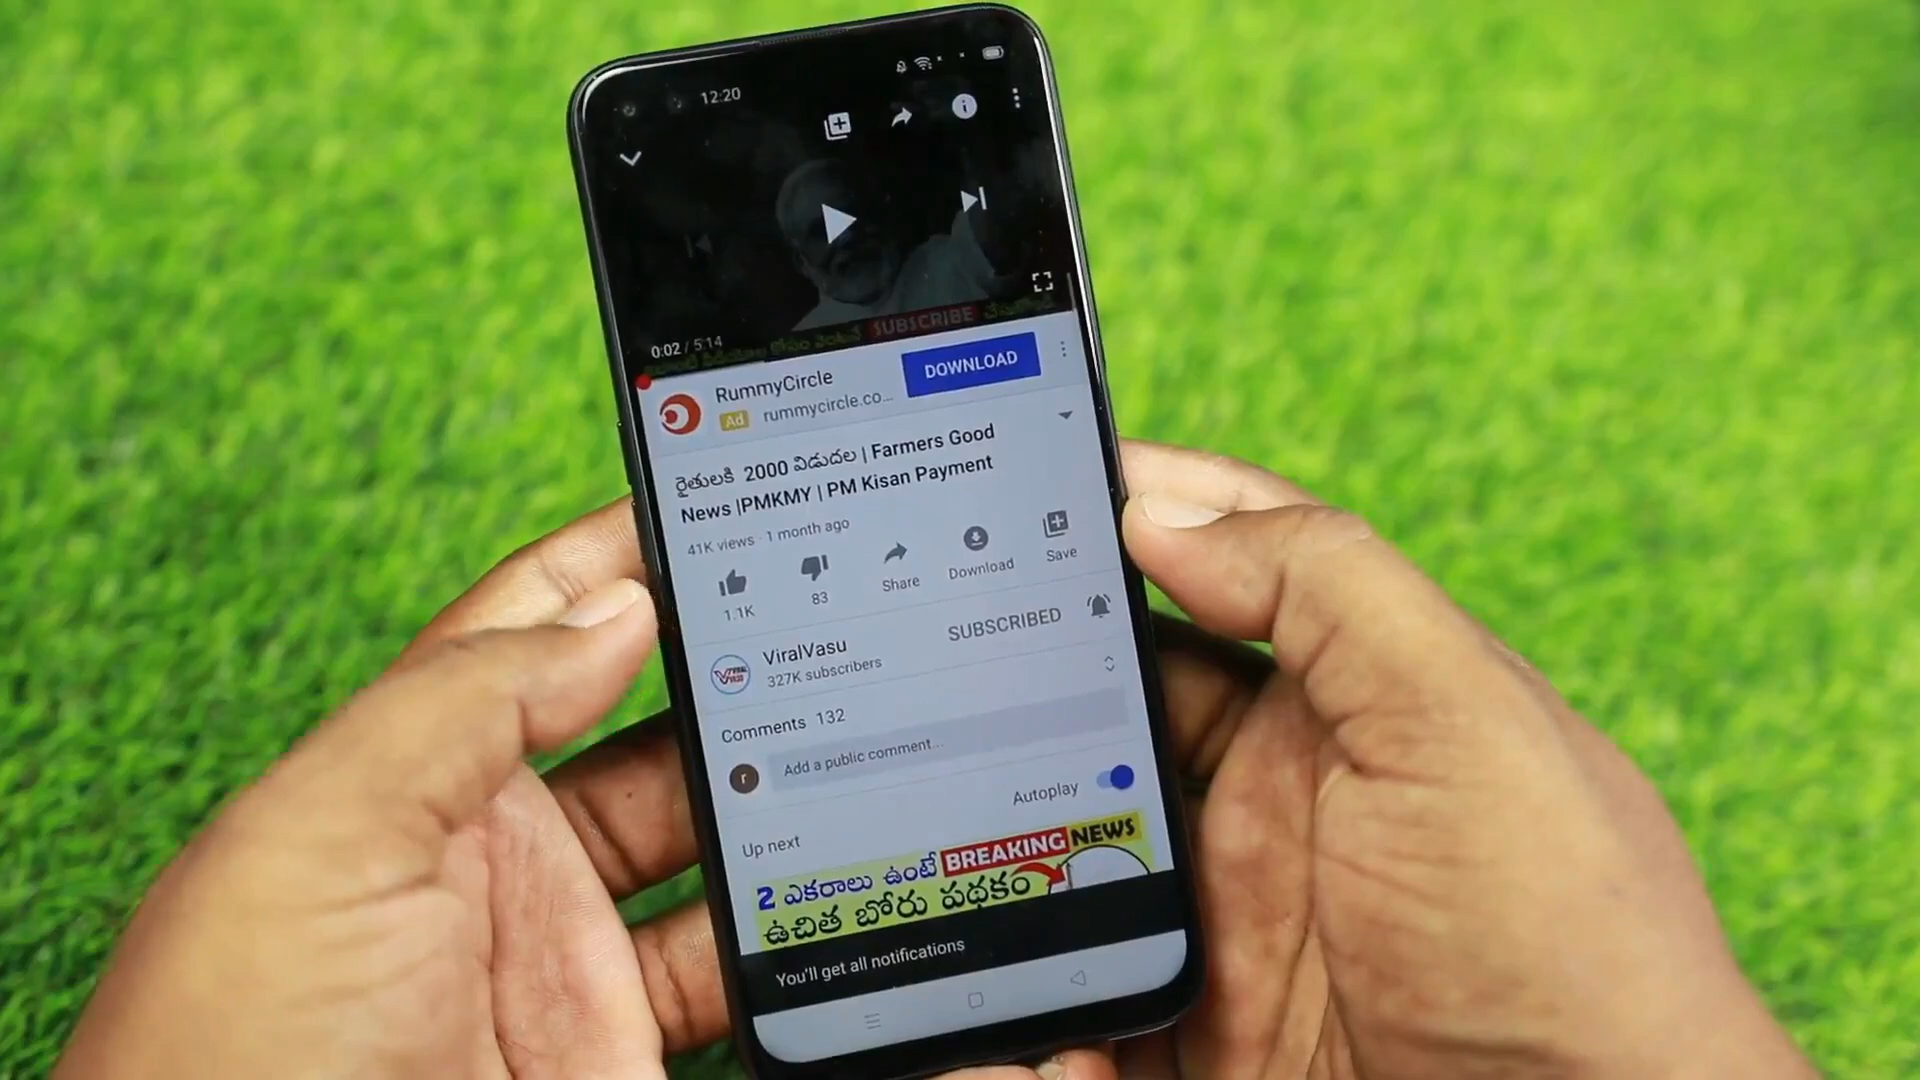 12:20
SUBSCRIBE
0:02 / 5:14
RummyCircle
DOWNLOAD
Ad rummycircle.co...
రైతులకి 2000 విడుదల | Farmers Good
News |PMKMY | PM Kisan Payment
41K views · 1 month ago
1.1K
83
Share
Download
Save
ViralVasu
327K subscribers
SUBSCRIBED
Comments 132
r
Add a public comment...
Autoplay
Up next
2 ఎకరాలు ఉంటే BREAKING NEWS
ఉచిత బోరు పథకం
You'll get all notifications